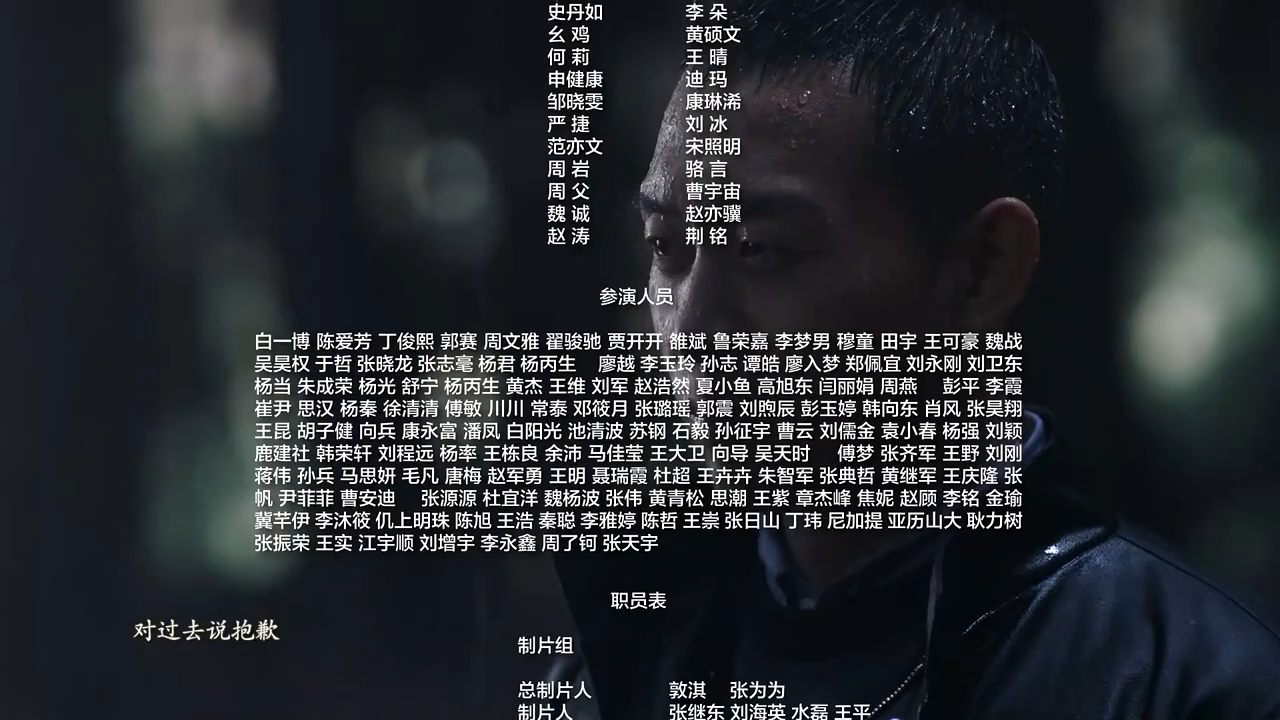 史丹如 李 朵
幺 鸡 黄硕文
何 莉 王 晴
申健康 迪 玛
邹晓雯 康琳浠
严 捷 刘 冰
范亦文 宋照明
周 岩 骆 言
周 父 曹宇宙
魏 诚 赵亦骥
赵 涛 荆 铭
参演人员
白一博 陈爱芳 丁俊熙 郭赛 周文雅 翟骏驰 贾开开 雒斌 鲁荣嘉 李梦男 穆童 田宇 王可豪 魏战
吴昊权 于哲 张晓龙 张志毫 杨君 杨丙生 廖越 李玉玲 孙志 谭皓 廖入梦 郑佩宜 刘永刚 刘卫东
杨当 朱成荣 杨光 舒宁 杨丙生 黄杰 王维 刘军 赵浩然 夏小鱼 高旭东 闫丽娟 周燕 彭平 李霞
崔尹 思汉 杨秦 徐清清 傅敏 川川 常泰 邓筱月 张璐瑶 郭震 刘煦辰 彭玉婷 韩向东 肖风 张昊翔
王昆 胡子健 向兵 康永富 潘凤 白阳光 池清波 苏钢 石毅 孙征宇 曹云 刘儒金 袁小春 杨强 刘颖
鹿建社 韩荣轩 刘程远 杨率 王栋良 余沛 马佳莹 王大卫 向导 吴天时 傅梦 张齐军 王野 刘刚
蒋伟 孙兵 马思妍 毛凡 唐梅 赵军勇 王明 聂瑞霞 杜超 王卉卉 朱智军 张典哲 黄继军 王庆隆 张
帆 尹菲菲 曹安迪 张源源 杜宜洋 魏杨波 张伟 黄青松 思潮 王紫 章杰峰 焦妮 赵顾 李铭 金瑜
冀芊伊 李沐筱 仉上明珠 陈旭 王浩 秦聪 李雅婷 陈哲 王崇 张日山 丁玮 尼加提 亚历山大 耿力树
张振荣 王实 江宇顺 刘增宇 李永鑫 周了钶 张天宇
职员表
对过去说抱歉
制片组
总制片人 敦淇 张为为
制片人 张继东 刘海英 水磊 王平